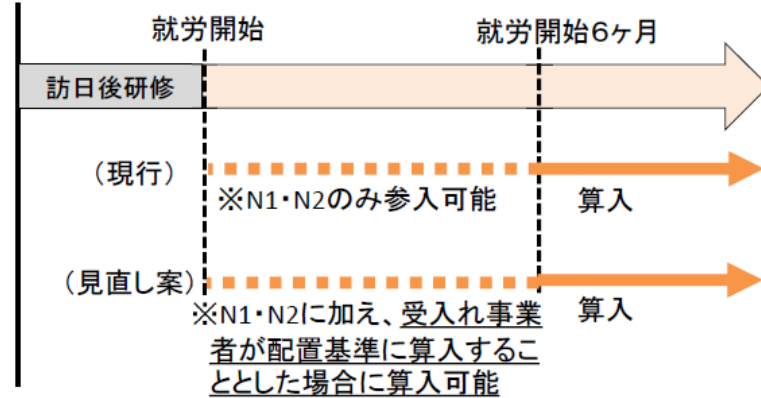 就労開始
就労開始6ヶ月
訪日後研修
（現行）
※N1・N2のみ参入可能
算入
（見直し案）
※N1・N2に加え、受入れ事業
者が配置基準に算入するこ
ととした場合に算入可能
算入